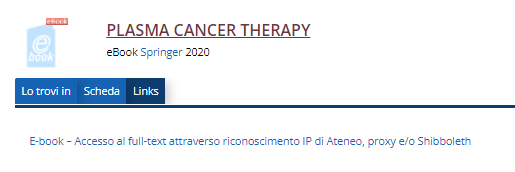 eBook
e
book
PLASMA CANCER THERAPY
eBook Springer 2020
Lo trovi in Scheda Links
E-book – Accesso al full-text attraverso riconoscimento IP di Ateneo, proxy e/o Shibboleth